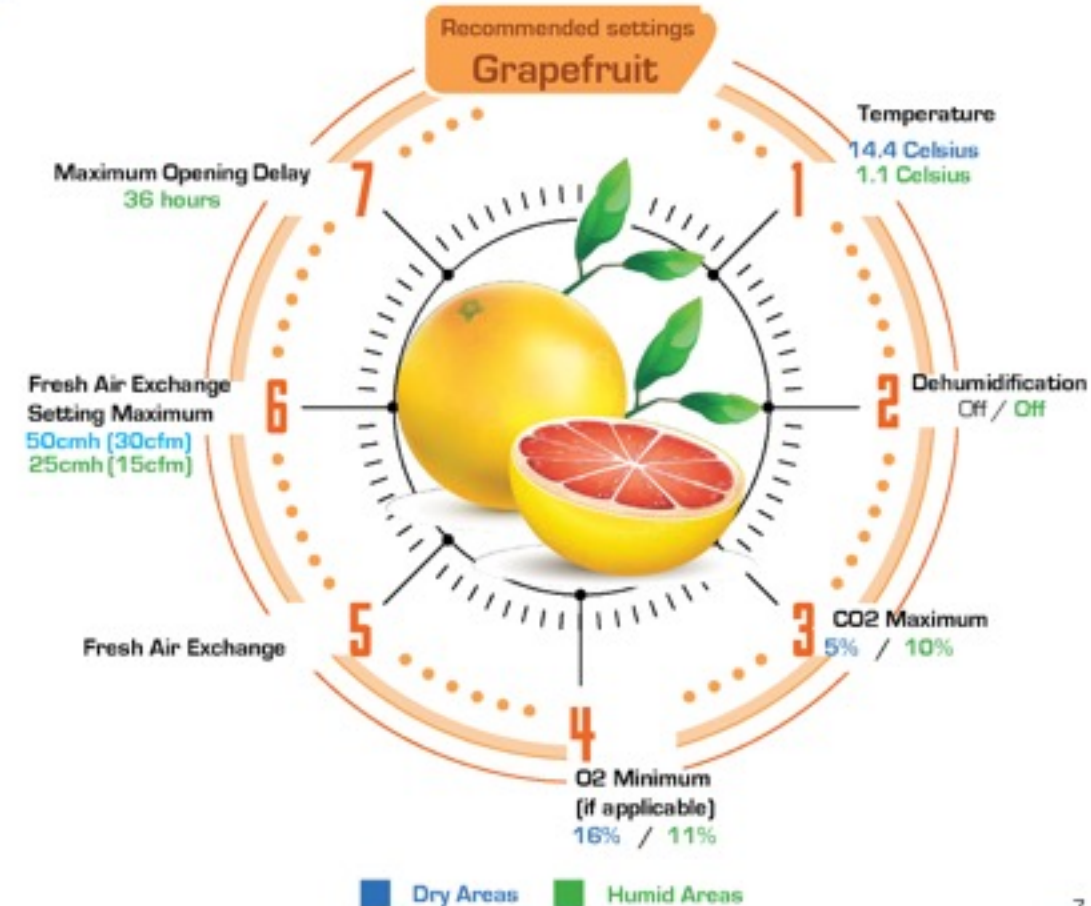 Recommended settings
Grapefruit
1
Temperature
14.4 Celsius
1.1 Celsius
2
Dehumidification
Off / Off
3
CO2 Maximum
5% / 10%
4
O2 Minimum
(if applicable)
16% / 11%
5
Fresh Air Exchange
6
Fresh Air Exchange
Setting Maximum
50cmh (30cfm)
25cmh (15cfm)
7
Maximum Opening Delay
36 hours
Dry Areas
Humid Areas